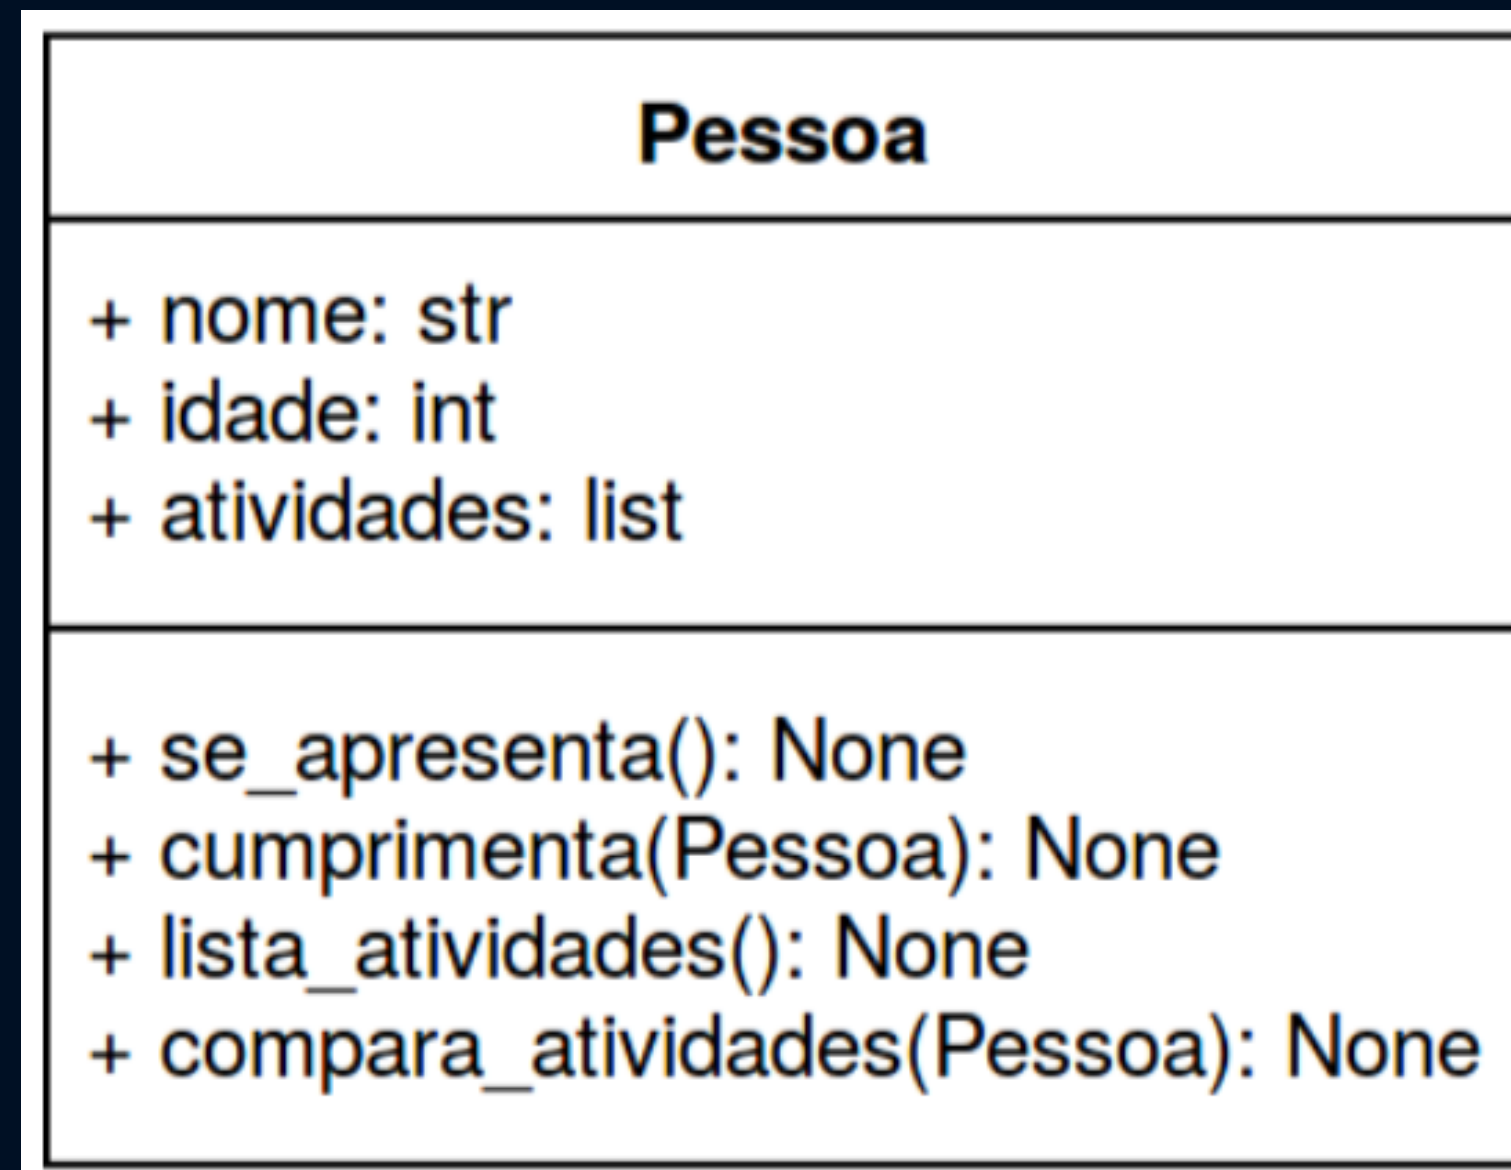 Pessoa
+ nome: str
+ idade: int
+ atividades: list
+ se_apresenta(): None
+ cumprimenta(Pessoa): None
+ lista_atividades(): None
+ compara_atividades(Pessoa): None